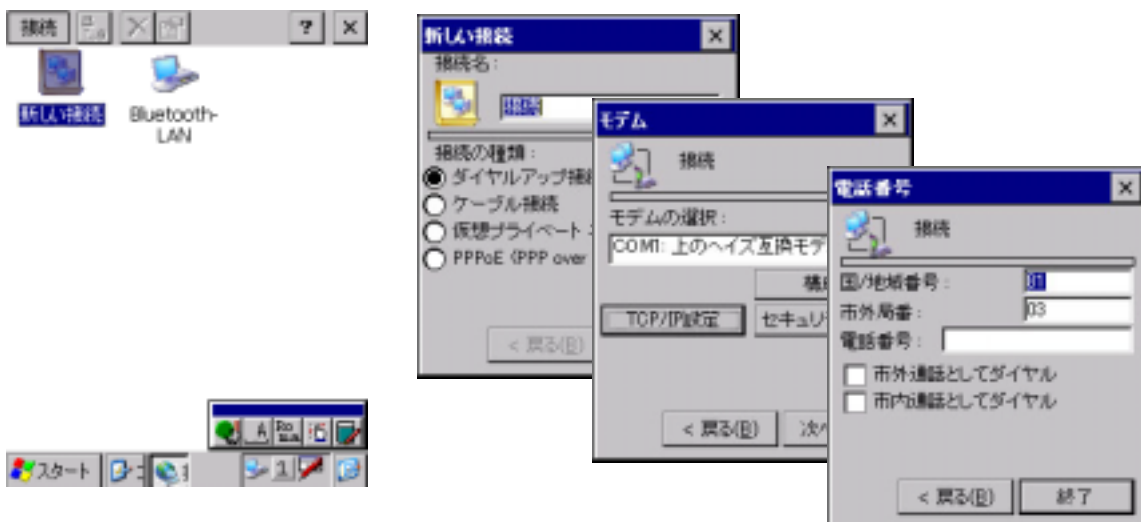 接続
?
×
新しい接続
Bluetooth-
LAN
スタート
1
新しい接続
×
接続名:
接続
接続の種類:
ダイヤルアップ接続
ケーブル接続
仮想プライベート
PPPoE (PPP over
< 戻る(B)
モデム
×
接続
モデムの選択:
COM1: 上のヘイズ互換モデ
構成
TCP/IP設定
セキュリ
< 戻る(B)
次へ
電話番号
×
接続
国/地域番号:
81
市外局番:
03
電話番号:
市外通話としてダイヤル
市内通話としてダイヤル
< 戻る(B)
終了